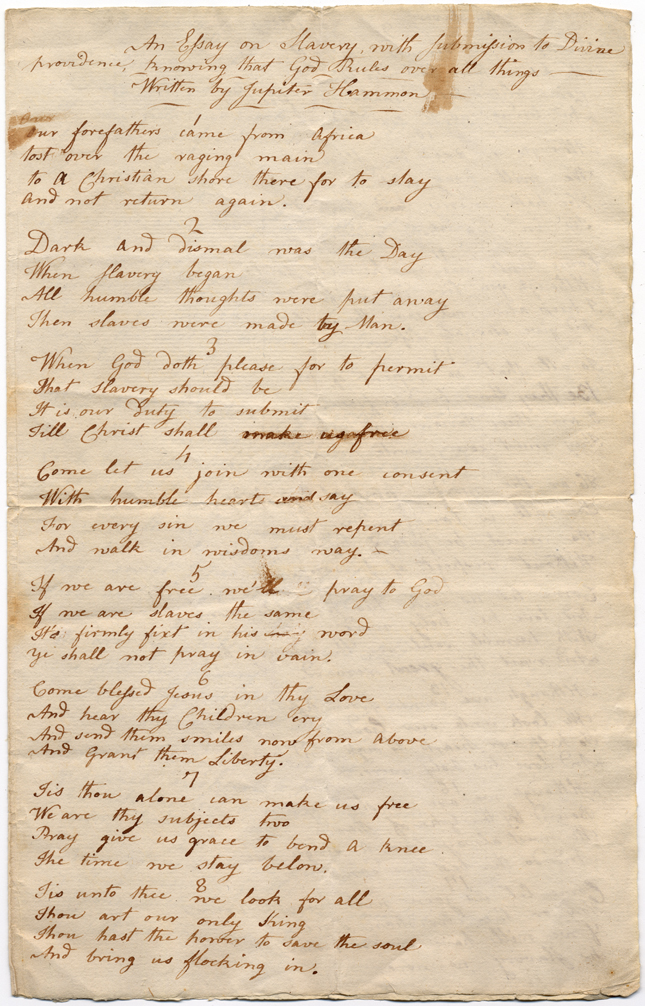 An Essay on Slavery, with submission to Divine
providence, knowing that God Rules over all things
Written by Jupiter Hammon
1
our forefathers came from africa
tost over the raging main
to a Christian shore there for to stay
and not return again.
2
Dark and dismal was the Day
When slavery began
All humble thoughts were put away
Then slaves were made by Man.
3
When God doth please for to permit
That slavery should be
It is our duty to submit
Till Christ shall make us free
4
Come let us join with one consent
With humble hearts and say
For every sin we must repent
And walk in wisdoms way.
5
If we are free we'll pray to God
If we are slaves the same
It's firmly fixt in his word
ye shall not pray in vain.
6
Come blessed Jesus in thy Love
And hear thy Children cry
And send them smiles now from above
And Grant them Liberty.
7
Tis thou alone can make us free
We are thy subjects two
Pray give us grace to bend a knee
The time we stay below.
8
Tis unto thee we look for all
Thou art our only King
Thou hast the power to save the soul
And bring us flocking in.